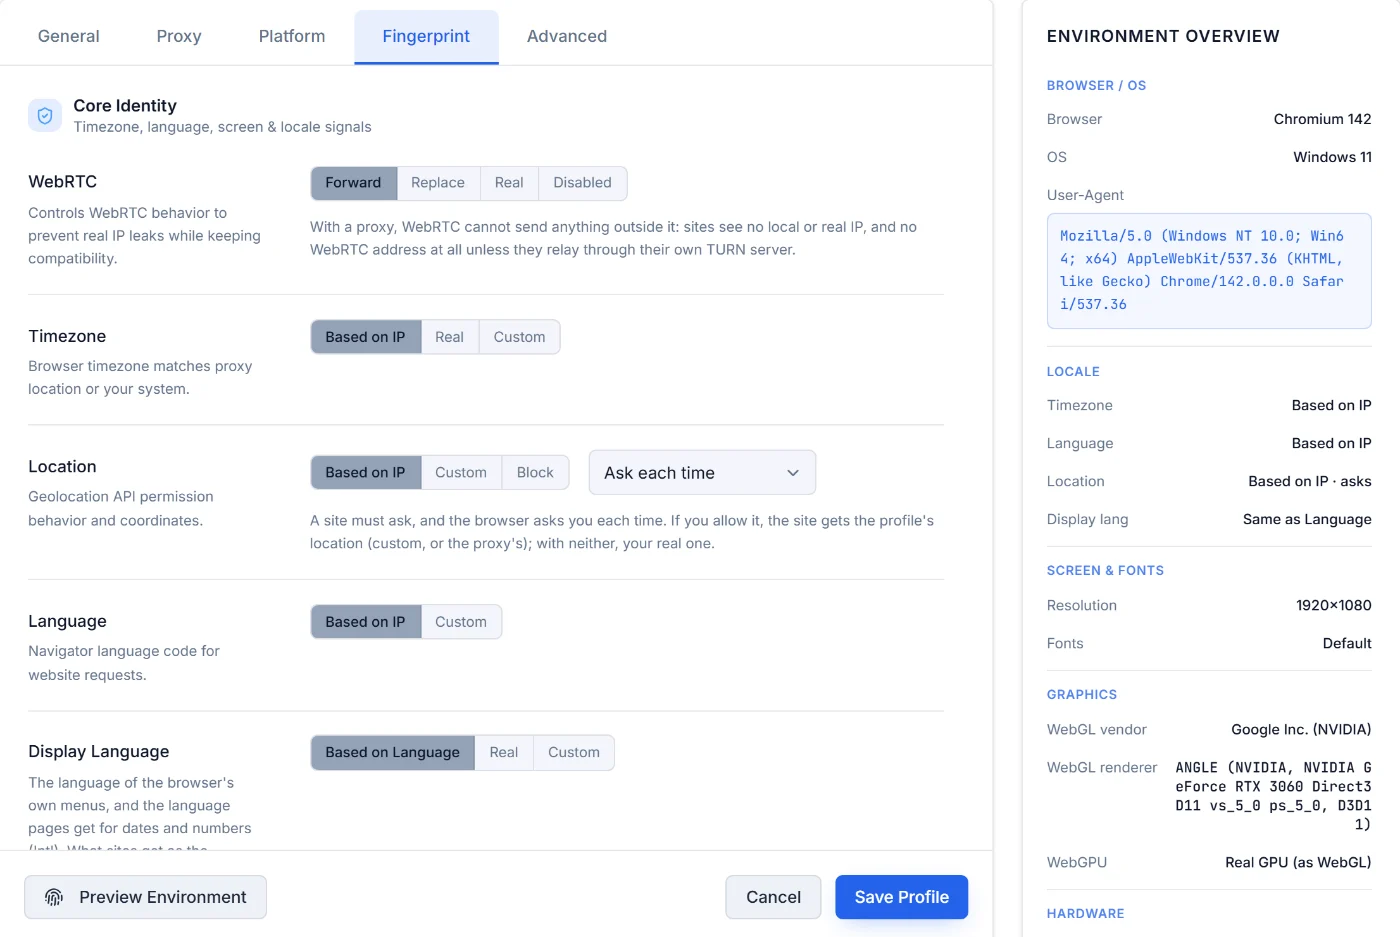 General
Proxy
Platform
Fingerprint
Advanced
Core Identity
Timezone, language, screen & locale signals
WebRTC
Controls WebRTC behavior to
prevent real IP leaks while keeping
compatibility.
Forward
Replace
Real
Disabled
With a proxy, WebRTC cannot send anything outside it: sites see no local or real IP, and no
WebRTC address at all unless they relay through their own TURN server.
Timezone
Browser timezone matches proxy
location or your system.
Based on IP
Real
Custom
Location
Geolocation API permission
behavior and coordinates.
Based on IP
Custom
Block
Ask each time
A site must ask, and the browser asks you each time. If you allow it, the site gets the profile's
location (custom, or the proxy's); with neither, your real one.
Language
Navigator language code for
website requests.
Based on IP
Custom
Display Language
The language of the browser's
own menus, and the language
pages get for dates and numbers
(Intl). What sites get as the
Based on Language
Real
Custom
Preview Environment
Cancel
Save Profile
ENVIRONMENT OVERVIEW
BROWSER / OS
Browser
Chromium 142
OS
Windows 11
User-Agent
Mozilla/5.0 (Windows NT 10.0; Win6
4; x64) AppleWebKit/537.36 (KHTML,
like Gecko) Chrome/142.0.0.0 Safar
i/537.36
LOCALE
Timezone
Based on IP
Language
Based on IP
Location
Based on IP · asks
Display lang
Same as Language
SCREEN & FONTS
Resolution
1920×1080
Fonts
Default
GRAPHICS
WebGL vendor
Google Inc. (NVIDIA)
WebGL renderer
ANGLE (NVIDIA, NVIDIA G
eForce RTX 3060 Direct3
D11 vs_5_0 ps_5_0, D3D1
1)
WebGPU
Real GPU (as WebGL)
HARDWARE